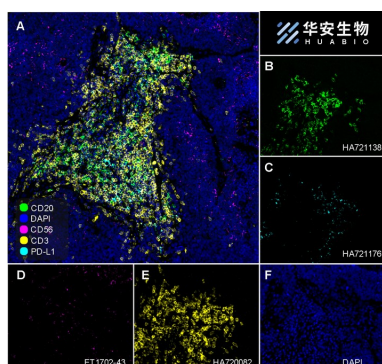 A
华安生物
HUABIO
B
HA721138
C
HA721176
CD20
DAPI
CD56
CD3
PD-L1
D
ET1702-43
E
HA720082
F
DAPI